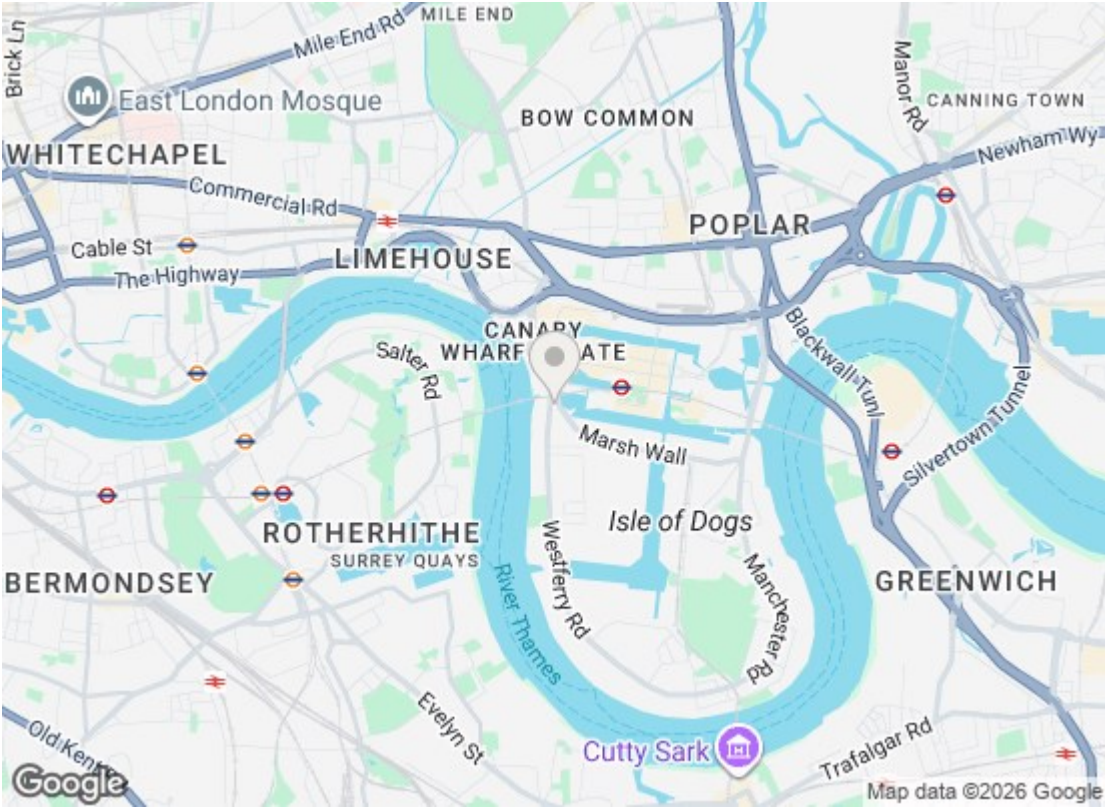 MILE END
Mile End Rd
Brick Ln
Manor Rd
East London Mosque
CANNING TOWN
BOW COMMON
Newham Wy
WHITECHAPEL
Commercial Rd
POPLAR
Cable St
LIMEHOUSE
The Highway
CANARY
WHARF
ATE
Salter Rd
Blackwall Tunl
Silvertown Tunnel
Marsh Wall
Isle of Dogs
ROTHERHITHE
SURREY QUAYS
BERMONDSEY
Westferry Rd
River Thames
Manchester Rd
GREENWICH
Evelyn St
Old Kent
Cutty Sark
Trafalgar Rd
Google
Map data ©2026 Google